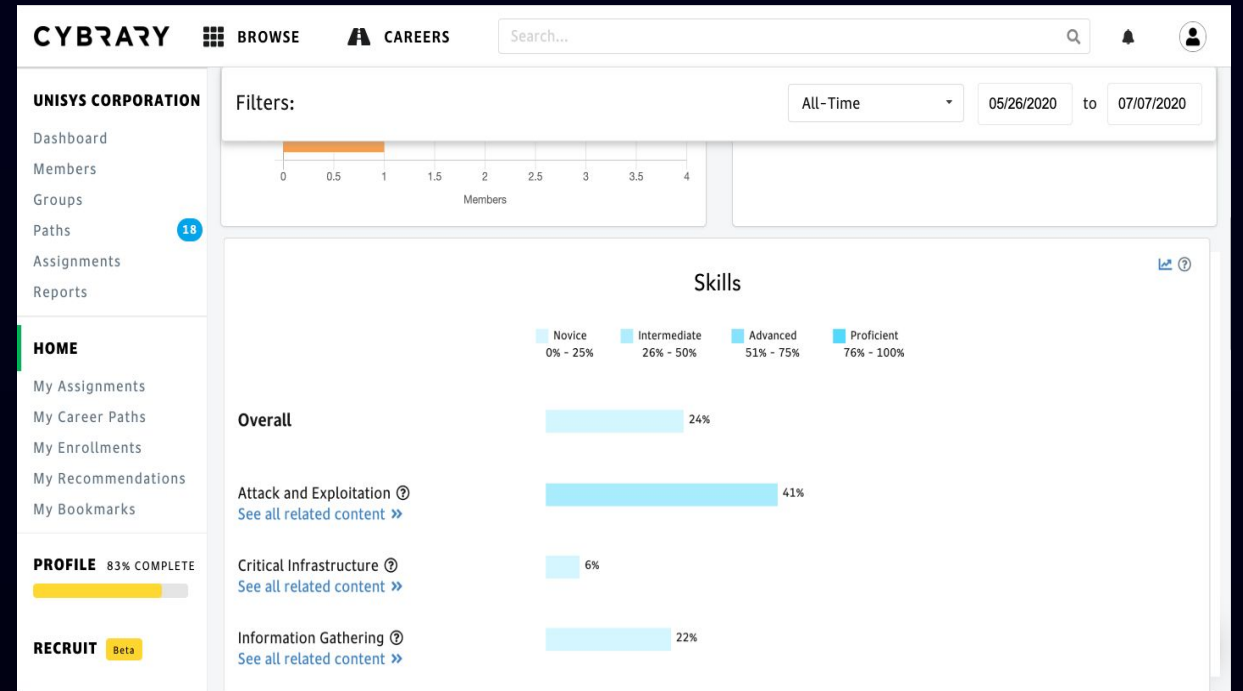 CYBRARY BROWSE CAREERS Search...
UNISYS CORPORATION
Dashboard
Members
Groups
Paths 18
Assignments
Reports
HOME
My Assignments
My Career Paths
My Enrollments
My Recommendations
My Bookmarks
PROFILE 83% COMPLETE
RECRUIT Beta
Filters: All-Time 05/26/2020 to 07/07/2020
0 0.5 1 1.5 2 2.5 3 3.5 4
Members
Skills
Novice Intermediate Advanced Proficient
0% - 25% 26% - 50% 51% - 75% 76% - 100%
Overall 24%
Attack and Exploitation ? 41%
See all related content »
Critical Infrastructure ? 6%
See all related content »
Information Gathering ? 22%
See all related content »